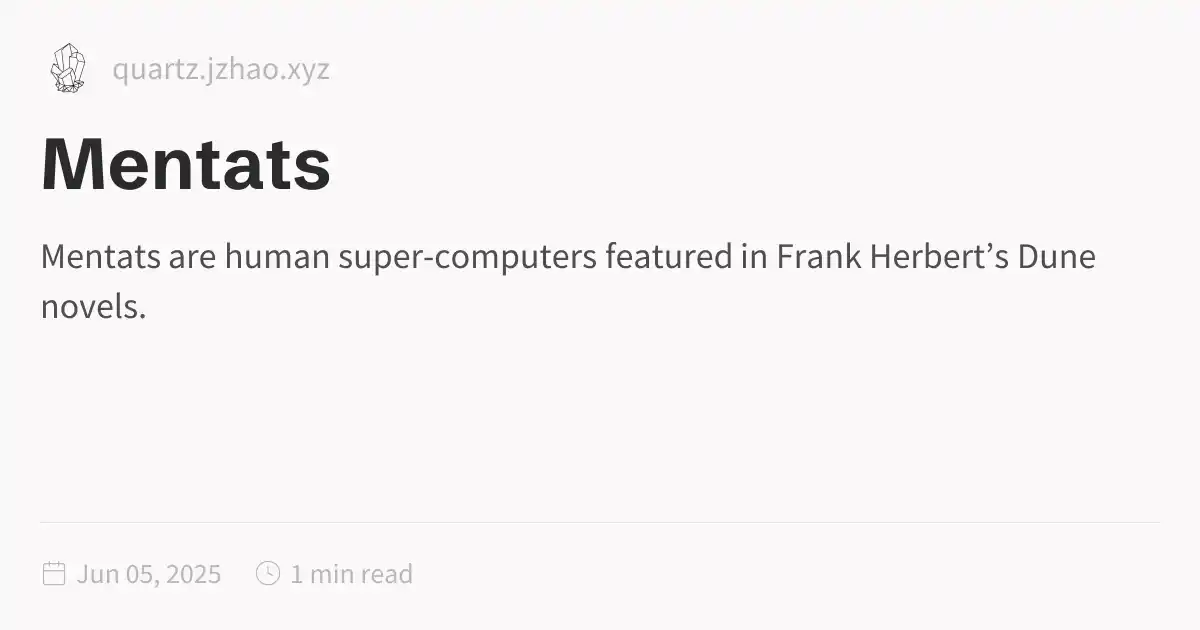 quartz.jzhao.xyz
Mentats
Mentats are human super-computers featured in Frank Herbert’s Dune
novels.
Jun 05, 2025 1 min read